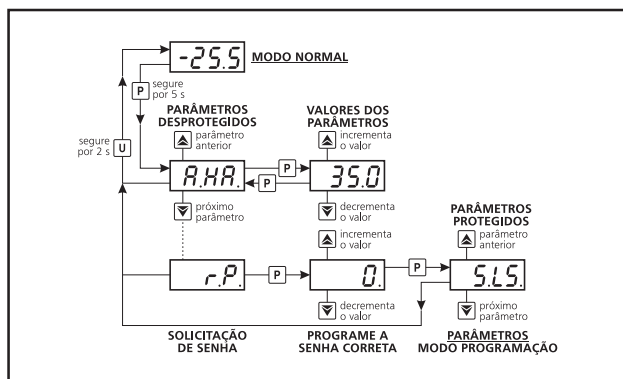 -25.5
MODO NORMAL
P
segure
por 5 s
PARÂMETROS
DESPROTEGIDOS
VALORES DOS
PARÂMETROS
segure
por 2 s
U
parâmetro
anterior
incrementa
o valor
A.HA.
P
P
35.0
próximo
parâmetro
decrementa
o valor
PARÂMETROS
PROTEGIDOS
incrementa
o valor
parâmetro
anterior
r.P.
P
0.
P
S.L.S.
decrementa
o valor
próximo
parâmetro
SOLICITAÇÃO
DE SENHA
PROGRAME A
SENHA CORRETA
PARÂMETROS
MODO PROGRAMAÇÃO